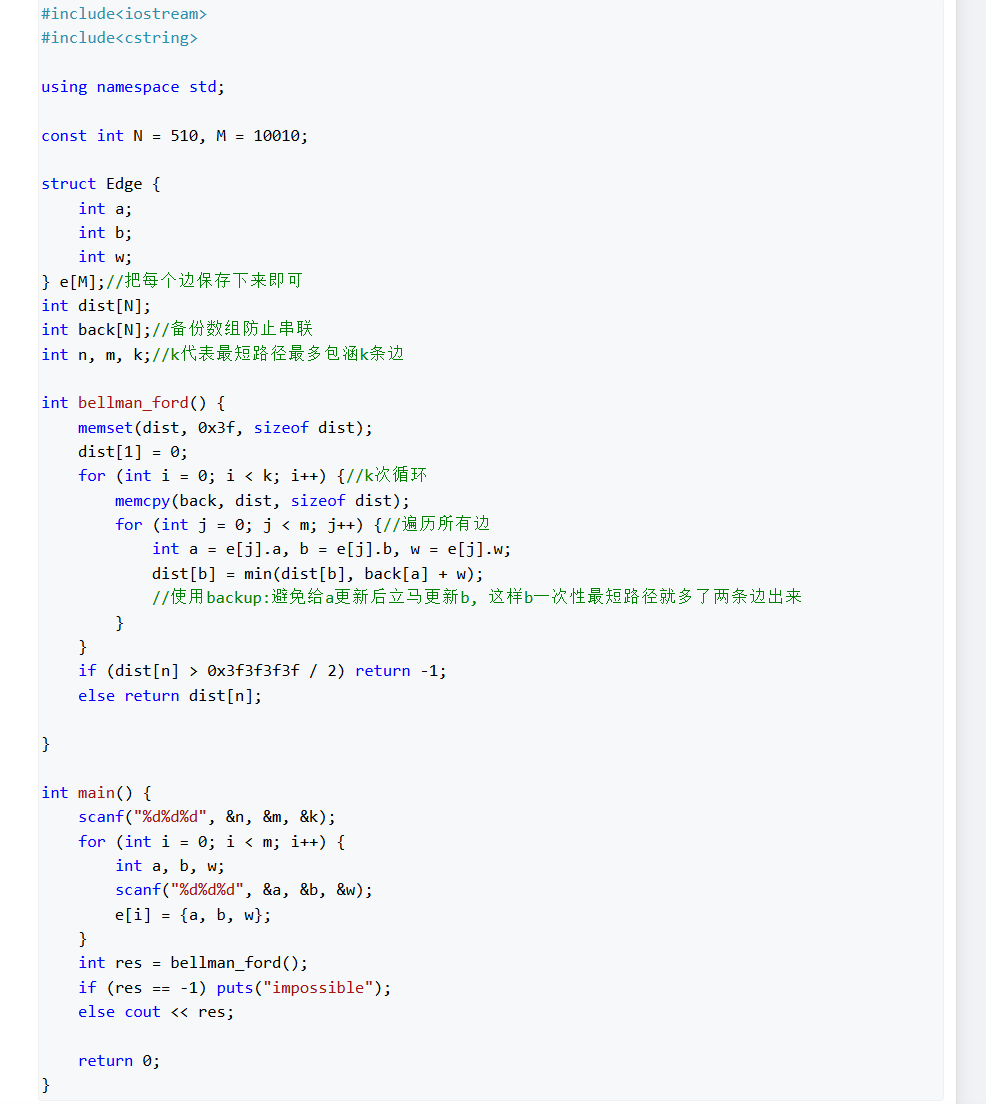 #include<iostream>
#include<cstring>
using namespace std;
const int N = 510, M = 10010;
struct Edge {
    int a;
    int b;
    int w;
} e[M];//把每个边保存下来即可
int dist[N];
int back[N];//备份数组防止串联
int n, m, k;//k代表最短路径最多包涵k条边
int bellman_ford() {
    memset(dist, 0x3f, sizeof dist);
    dist[1] = 0;
    for (int i = 0; i < k; i++) {//k次循环
        memcpy(back, dist, sizeof dist);
        for (int j = 0; j < m; j++) {//遍历所有边
            int a = e[j].a, b = e[j].b, w = e[j].w;
            dist[b] = min(dist[b], back[a] + w);
            //使用backup:避免给a更新后立马更新b, 这样b一次性最短路径就多了两条边出来
        }
    }
    if (dist[n] > 0x3f3f3f3f / 2) return -1;
    else return dist[n];
}
int main() {
    scanf("%d%d%d", &n, &m, &k);
    for (int i = 0; i < m; i++) {
        int a, b, w;
        scanf("%d%d%d", &a, &b, &w);
        e[i] = {a, b, w};
    }
    int res = bellman_ford();
    if (res == -1) puts("impossible");
    else cout << res;
    return 0;
}